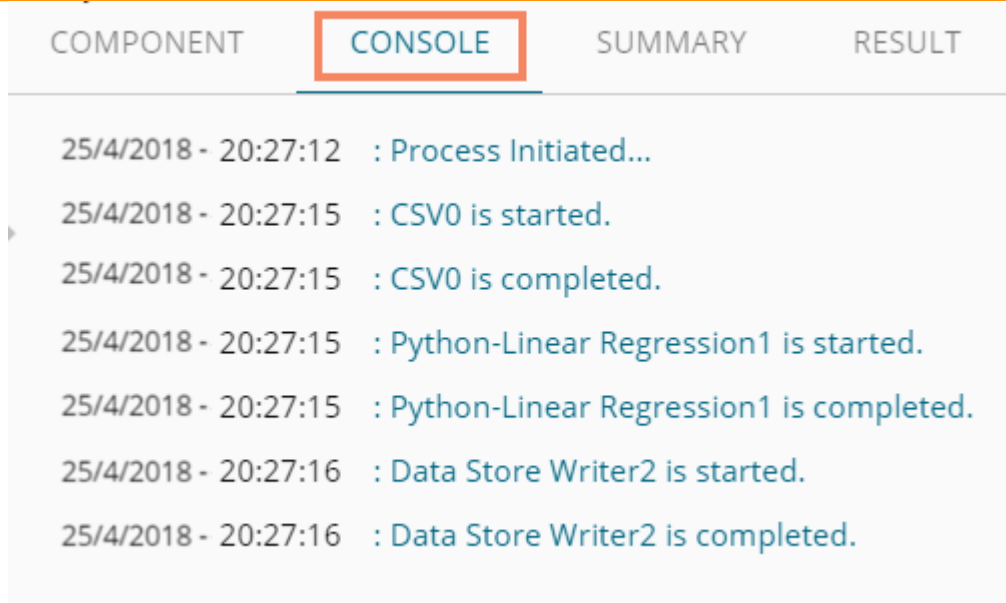 COMPONENT CONSOLE SUMMARY RESULT
25/4/2018 - 20:27:12 : Process Initiated...
25/4/2018 - 20:27:15 : CSV0 is started.
25/4/2018 - 20:27:15 : CSV0 is completed.
25/4/2018 - 20:27:15 : Python-Linear Regression1 is started.
25/4/2018 - 20:27:15 : Python-Linear Regression1 is completed.
25/4/2018 - 20:27:16 : Data Store Writer2 is started.
25/4/2018 - 20:27:16 : Data Store Writer2 is completed.